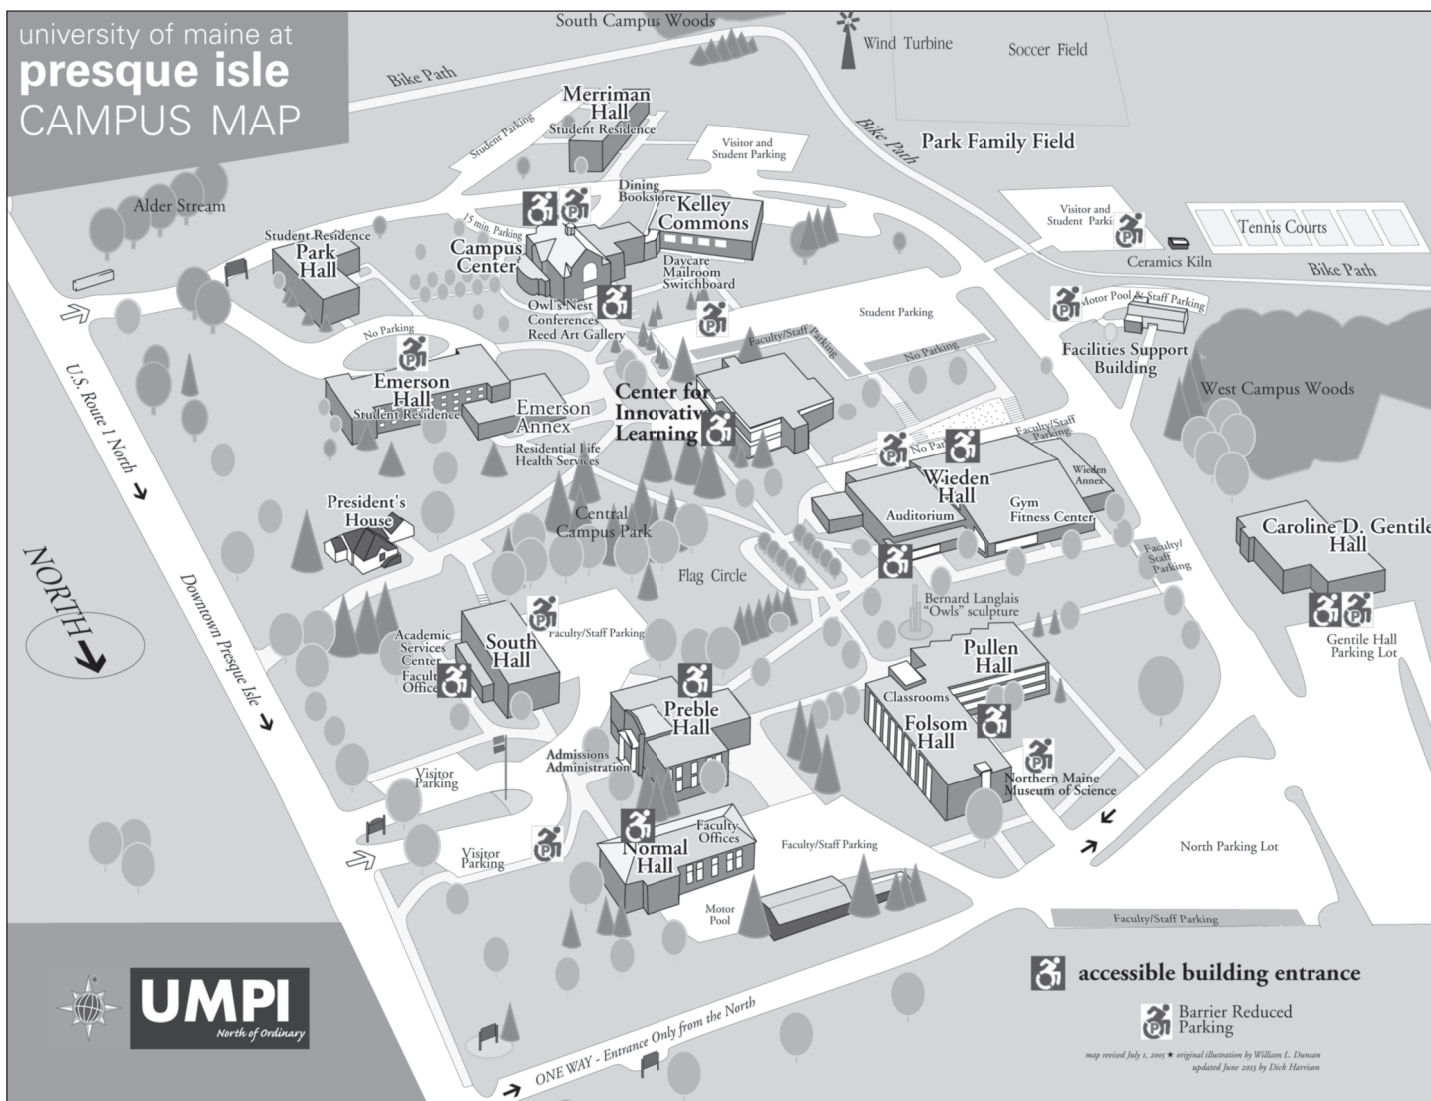 university of maine at
presque isle
CAMPUS MAP
South Campus Woods
Wind Turbine
Soccer Field
Bike Path
Merriman
Hall
Student Residence
Student Parking
Visitor and
Student Parking
Bike Path
Park Family Field
Alder Stream
Dining
Bookstore
Kelley
Commons
15 min. Parking
Campus
Center
Student Residence
Park
Hall
Daycare
Mailroom
Switchboard
Visitor and
Student Parki
Tennis Courts
Ceramics Kiln
Bike Path
Owl's Nest
Conferences
Reed Art Gallery
Motor Pool & Staff Parking
Student Parking
No Parking
Faculty/Staff Parking
No Parking
Facilities Support
Building
West Campus Woods
Emerson
Hall
Student Residence
Emerson
Annex
Residential Life
Health Services
Center for
Innovativ
Learning
U.S. Route 1 North
Faculty/Staff
Parking
No Par
Wieden
Hall
Wieden
Annex
Auditorium
Gym
Fitness Center
President's
House
Central
Campus Park
Caroline D. Gentile
Hall
Faculty/
Staff
Parking
Flag Circle
NORTH
Downtown Presque Isle
Bernard Langlais
"Owls" sculpture
Gentile Hall
Parking Lot
Academic
Services
Center
Facult
Office
South
Hall
Faculty/Staff Parking
Pullen
Hall
Classrooms
Folsom
Hall
Preble
Hall
Admissions
Administration
Northern Maine
Museum of Science
Visitor
Parking
Visitor
Parking
Normal
Hall
Faculty
Offices
Faculty/Staff Parking
North Parking Lot
Motor
Pool
Faculty/Staff Parking
UMPI
North of Ordinary
ONE WAY - Entrance Only from the North
accessible building entrance
Barrier Reduced
Parking
map revised July 1, 2005 ★ original illustration by William L. Duncan
updated June 2013 by Dick Harrison